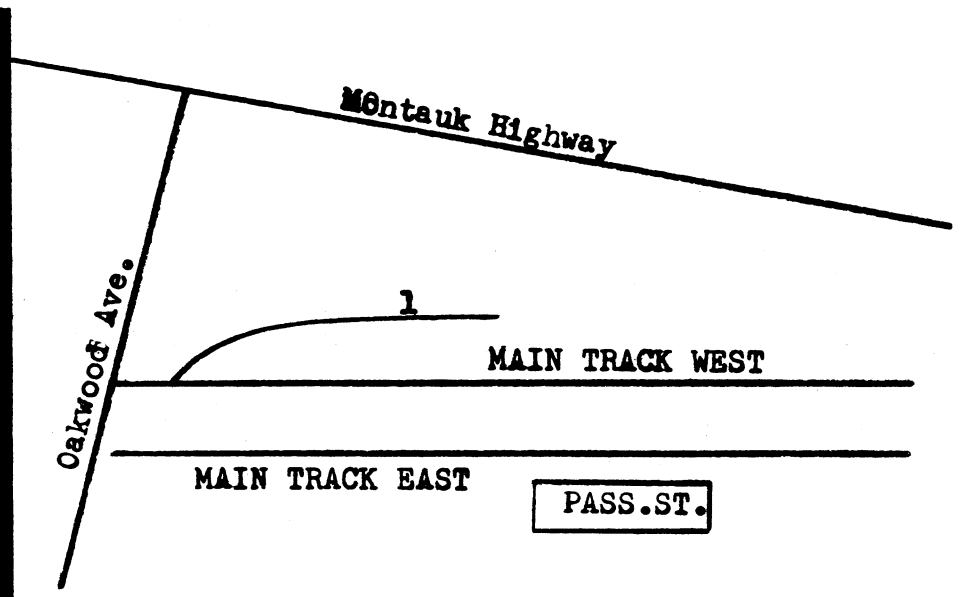 Montauk Highway
Oakwood Ave.
1
MAIN TRACK WEST
MAIN TRACK EAST
PASS.ST.